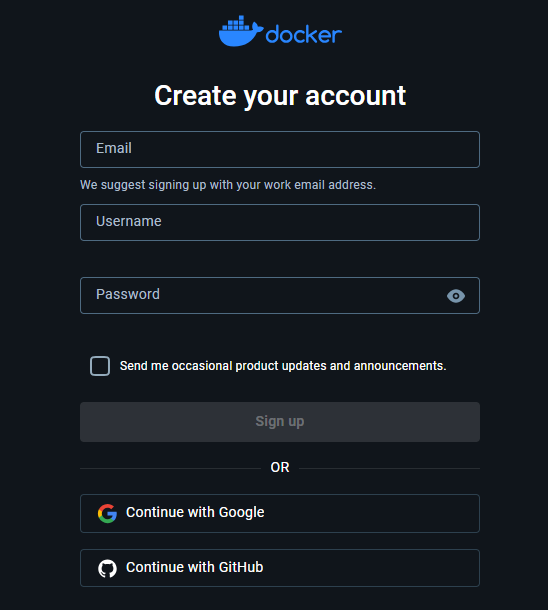 docker
Create your account
Email
We suggest signing up with your work email address.
Username
Password
Send me occasional product updates and announcements.
Sign up
OR
Continue with Google
Continue with GitHub